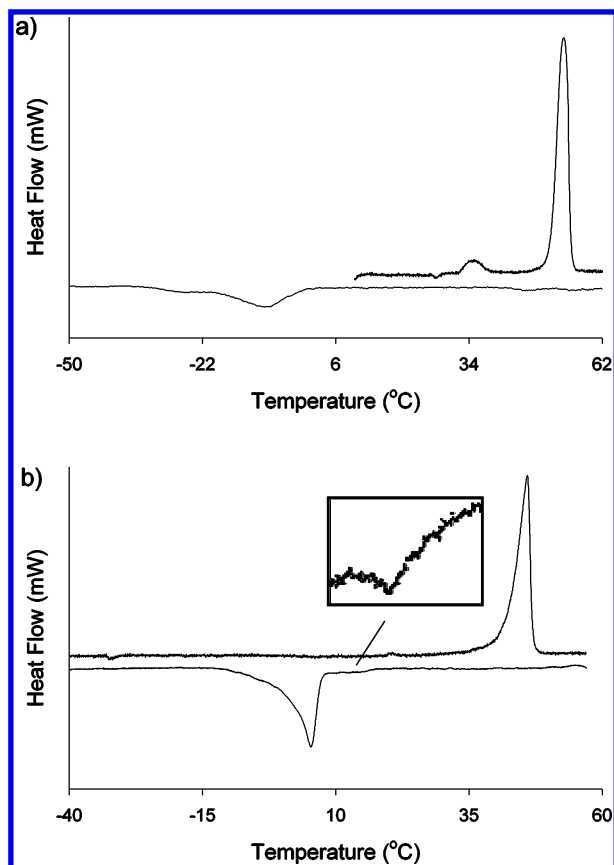 a)
Heat Flow (mW)
-50 -22 6 34 62
Temperature (°C)
b)
Heat Flow (mW)
-40 -15 10 35 60
Temperature (°C)